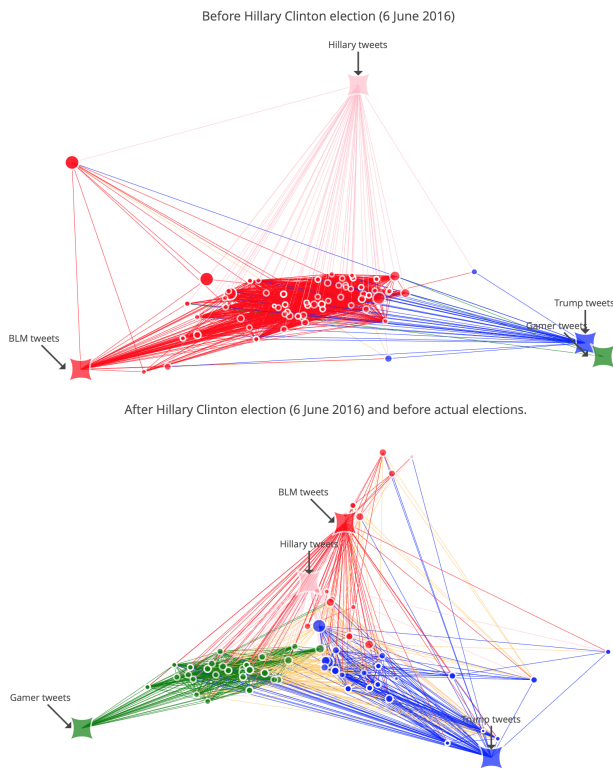 Before Hillary Clinton election (6 June 2016)
Hillary tweets
Trump tweets
Gamer tweets
BLM tweets
After Hillary Clinton election (6 June 2016) and before actual elections.
BLM tweets
Hillary tweets
Gamer tweets
Trump tweets